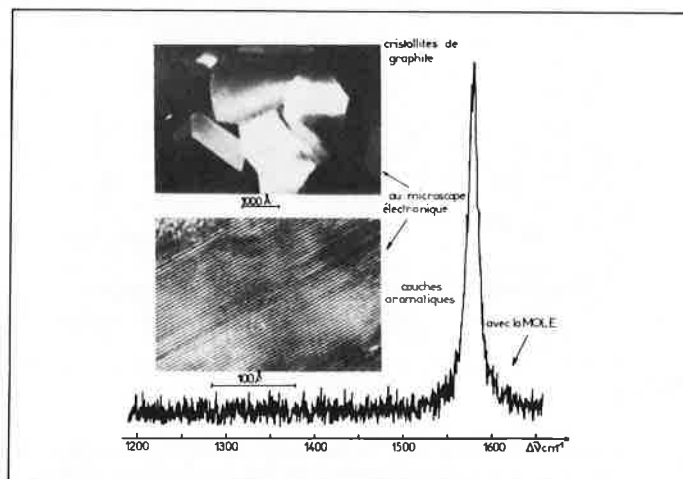 cristallites de
graphite
1000 Å
au microscope
électronique
couches
aromatiques
100 Å
avec la MOLE
1200 1300 1400 1500 1600 Δν̄ cm⁻¹